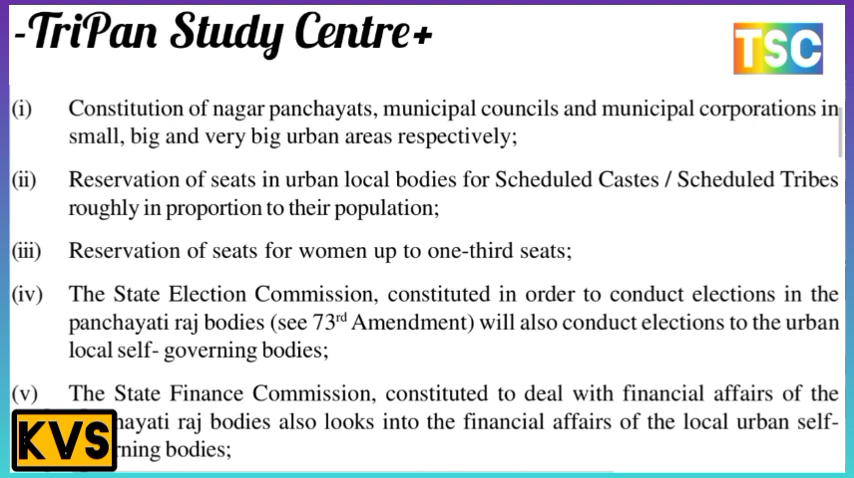 -TriPan Study Centre+
TSC
(i) Constitution of nagar panchayats, municipal councils and municipal corporations in
small, big and very big urban areas respectively;
(ii) Reservation of seats in urban local bodies for Scheduled Castes / Scheduled Tribes
roughly in proportion to their population;
(iii) Reservation of seats for women up to one-third seats;
(iv) The State Election Commission, constituted in order to conduct elections in the
panchayati raj bodies (see 73rd Amendment) will also conduct elections to the urban
local self- governing bodies;
(v) The State Finance Commission, constituted to deal with financial affairs of the
hayati raj bodies also looks into the financial affairs of the local urban self-
rning bodies;
KVS